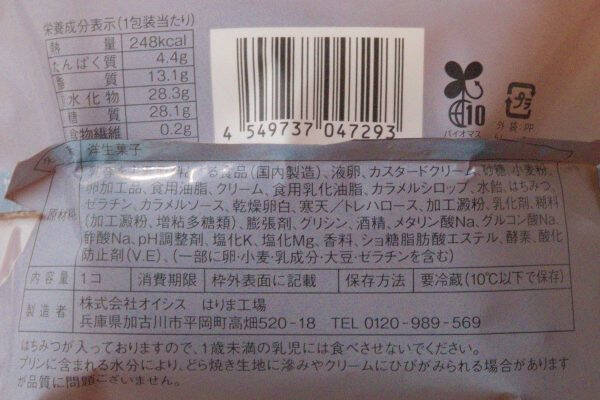 栄養成分表示(1包装当たり)
熱 量 248kcal
たんぱく質 4.4g
質 13.1g
水化物 28.3g
糖 質 28.1g
食物繊維 0.2g
4 549737 047293
バイオマス
10
プラ
外装:PP
洋生菓子
原材料
する食品(国内製造)、液卵、カスタードクリーム、砂糖、小麦粉、
卵加工品、食用油脂、クリーム、食用乳化油脂、カラメルシロップ、水飴、はちみつ、
ゼラチン、カラメルソース、乾燥卵白、寒天/トレハロース、加工澱粉、乳化剤、糊料
(加工澱粉、増粘多糖類)、膨張剤、グリシン、酒精、メタリン酸Na、グルコン酸Na、
酢酸Na、pH調整剤、塩化K、塩化Mg、香料、ショ糖脂肪酸エステル、酵素、酸化
防止剤(V.E)、(一部に卵・小麦・乳成分・大豆・ゼラチンを含む)
内容量 1コ 消費期限 枠外表面に記載 保存方法 要冷蔵(10℃以下で保存)
製造者 株式会社オイシス はりま工場
兵庫県加古川市平岡町高畑520-18 TEL 0120-989-569
はちみつが入っておりますので、1歳未満の乳児には食べさせないでください。
プリンに含まれる水分により、どら焼き生地に滲みやクリームにひびがみられる場合があります
が品質に問題ございません。